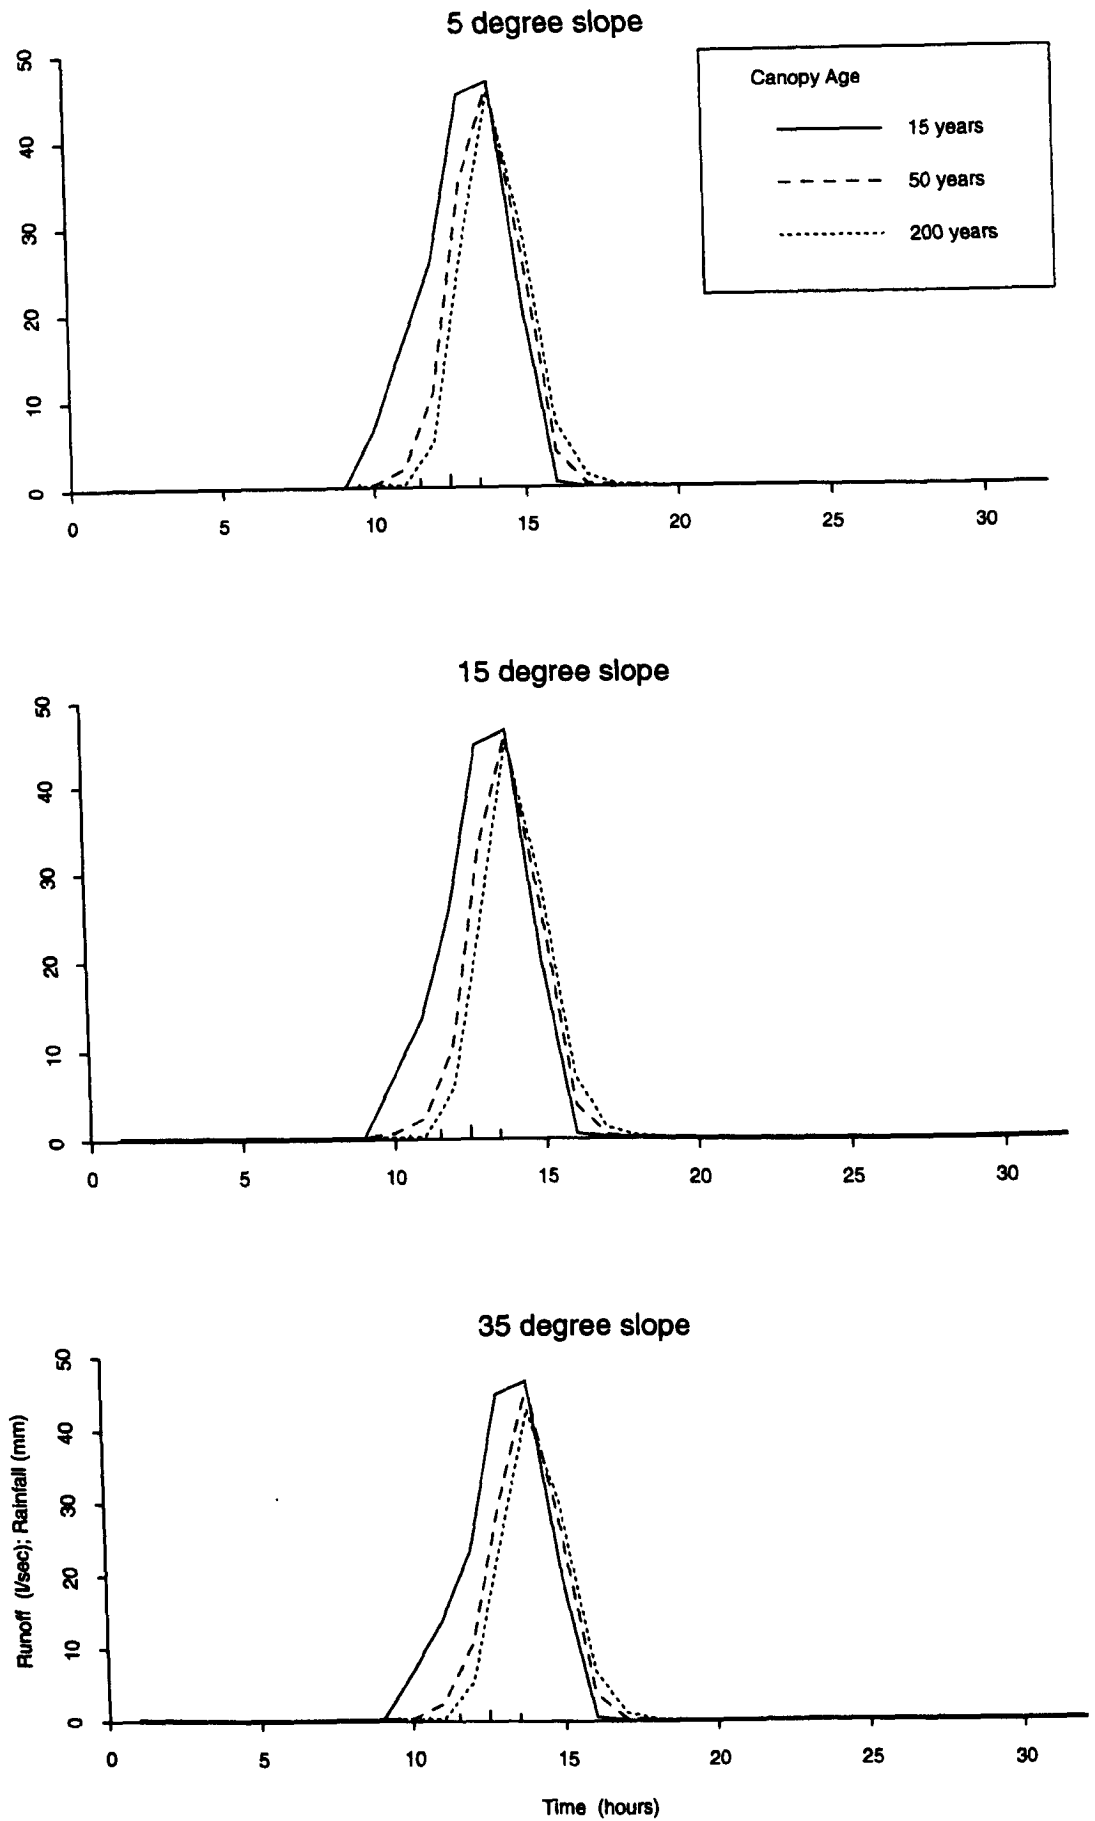 5 degree slope
Canopy Age
15 years
50 years
200 years
50
40
30
20
10
0
0 5 10 15 20 25 30
15 degree slope
50
40
30
20
10
0
0 5 10 15 20 25 30
35 degree slope
50
40
30
20
10
0
Runoff (l/sec); Rainfall (mm)
0 5 10 15 20 25 30
Time (hours)